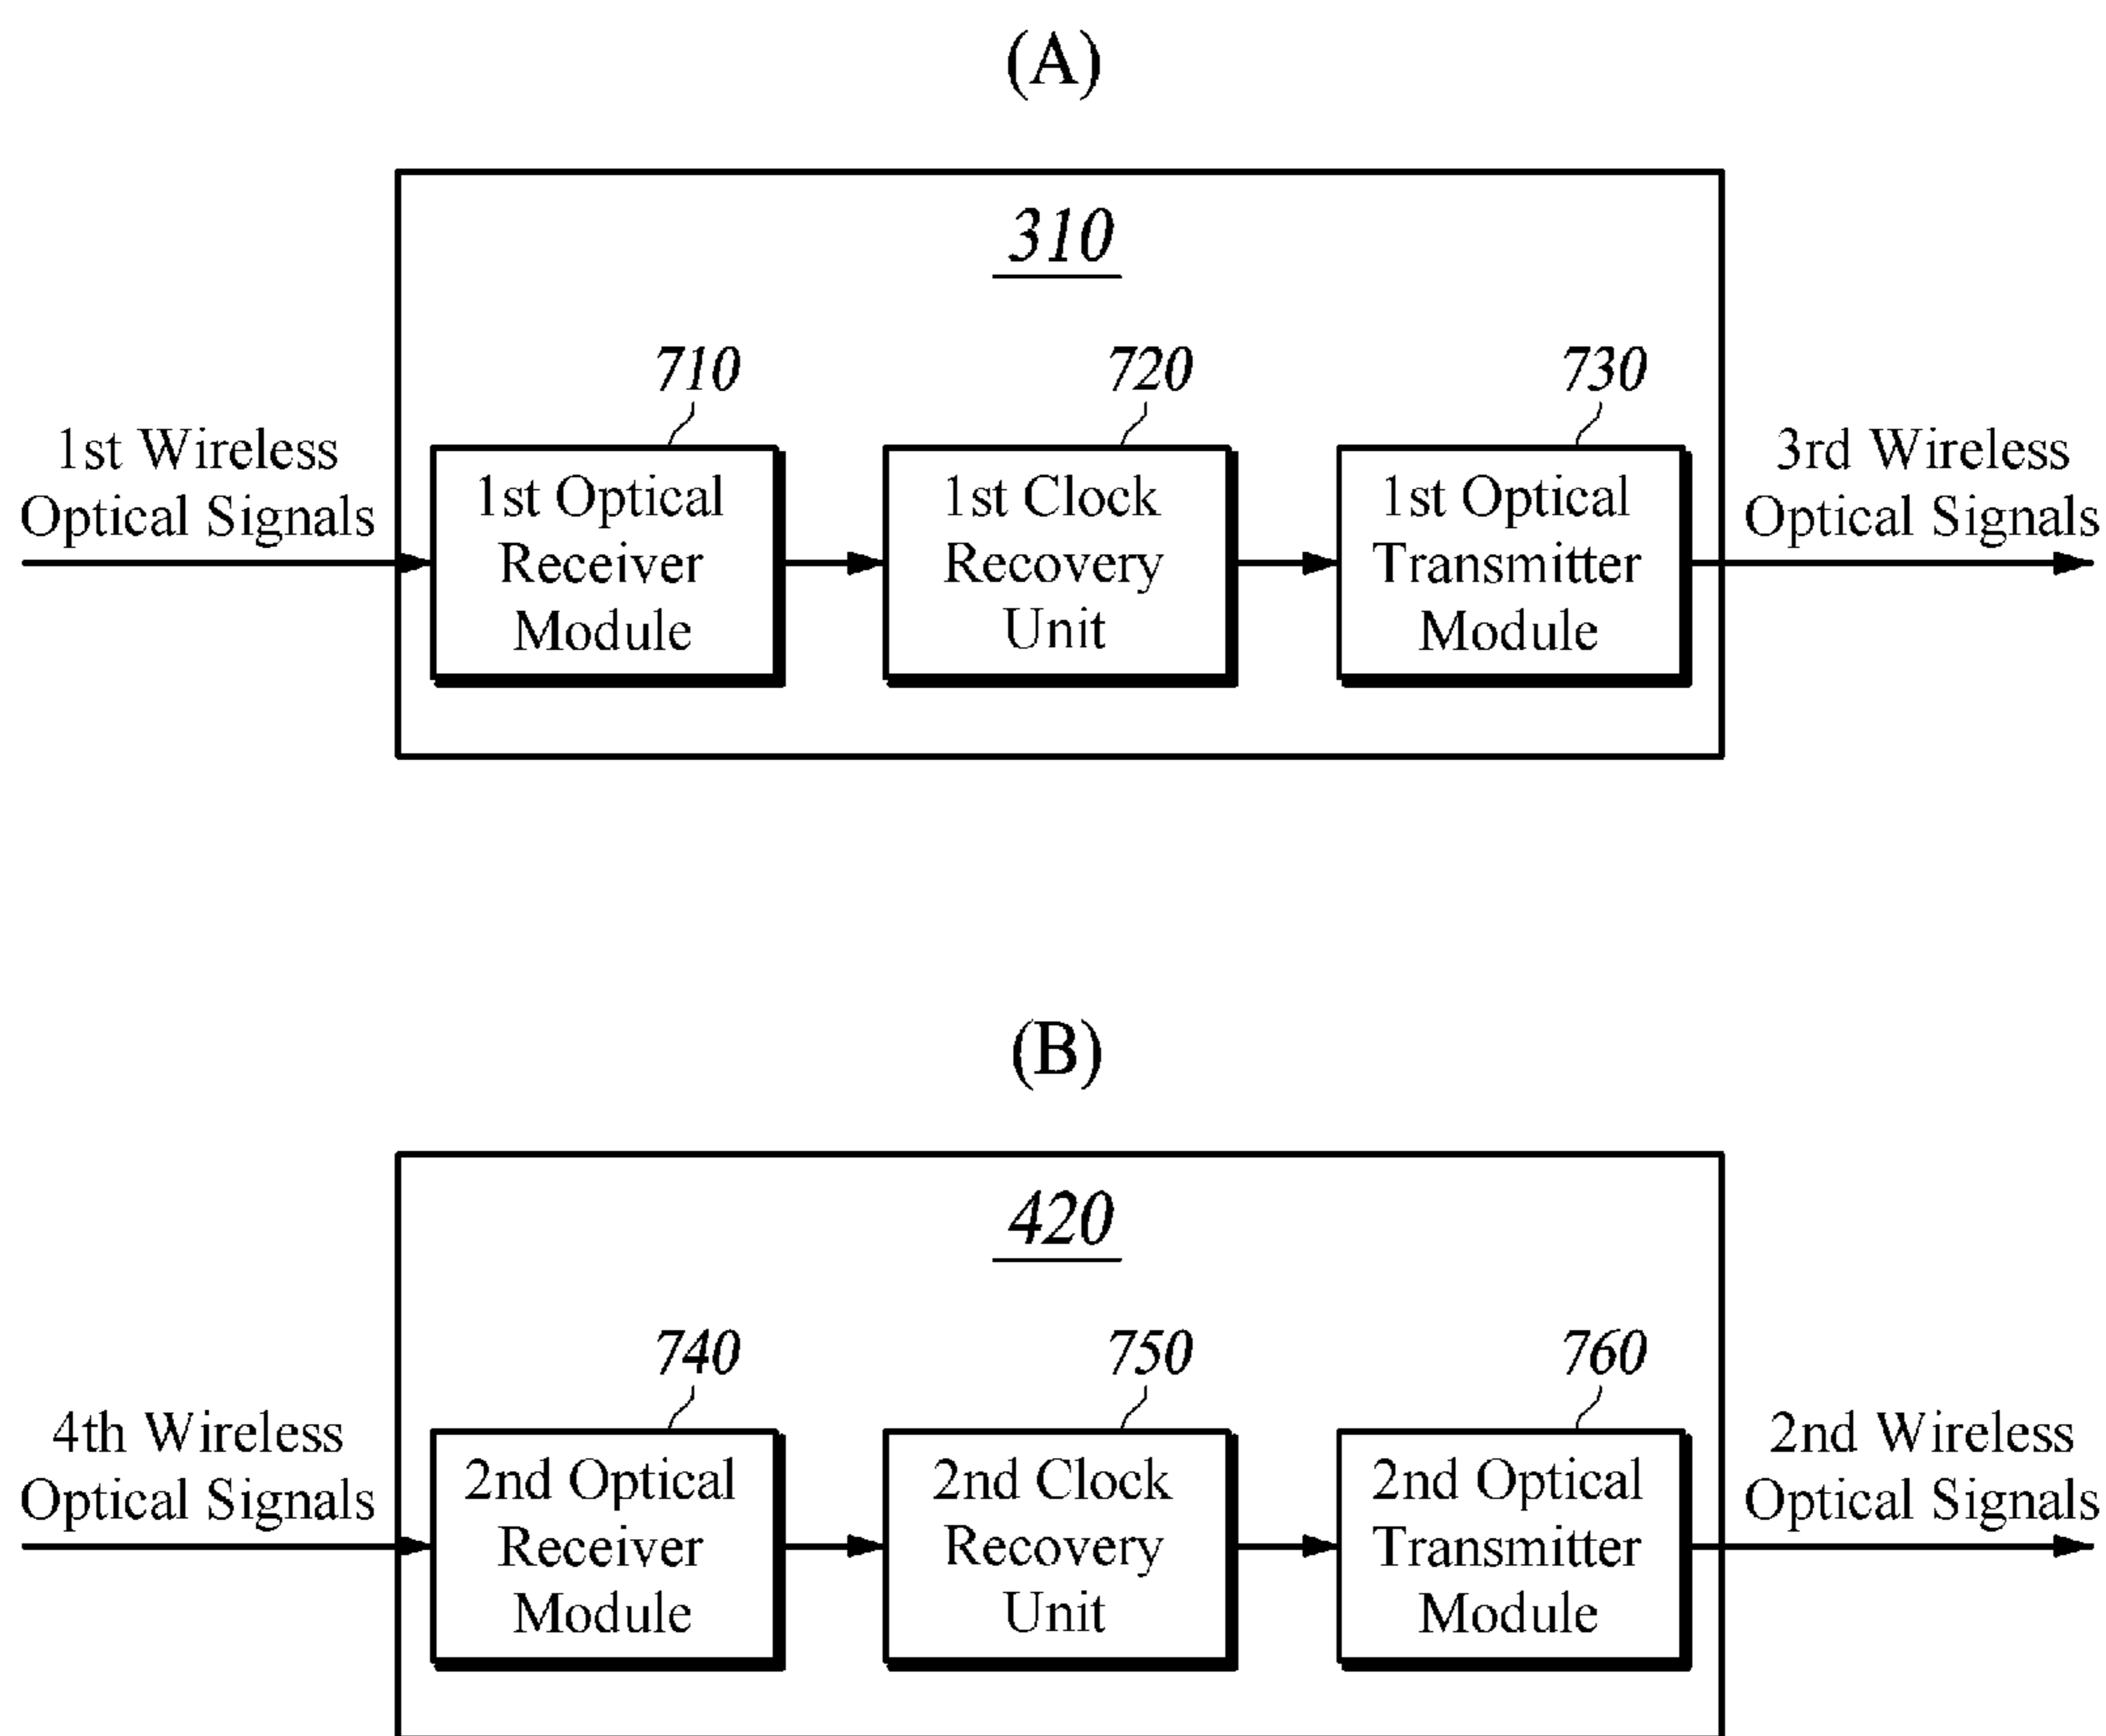 (A)
310
710
720
730
1st Wireless
Optical Signals
1st Optical
Receiver
Module
1st Clock
Recovery
Unit
1st Optical
Transmitter
Module
3rd Wireless
Optical Signals
(B)
420
740
750
760
4th Wireless
Optical Signals
2nd Optical
Receiver
Module
2nd Clock
Recovery
Unit
2nd Optical
Transmitter
Module
2nd Wireless
Optical Signals